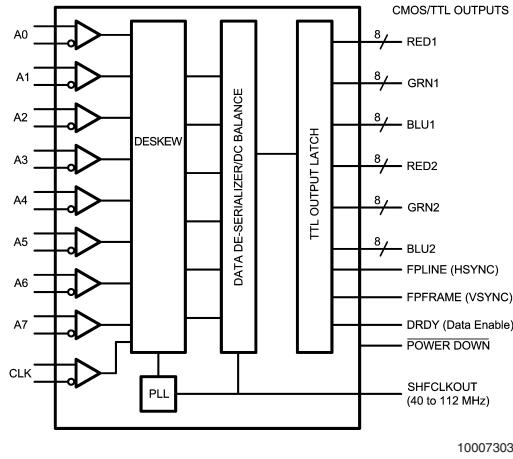 CMOS/TTL OUTPUTS
A0
A1
A2
A3
A4
A5
A6
A7
CLK
DESKEW
PLL
DATA DE-SERIALIZER/DC BALANCE
TTL OUTPUT LATCH
8 RED1
8 GRN1
8 BLU1
8 RED2
8 GRN2
8 BLU2
FPLINE (HSYNC)
FPFRAME (VSYNC)
DRDY (Data Enable)
POWER DOWN
SHFCLKOUT
(40 to 112 MHz)
10007303